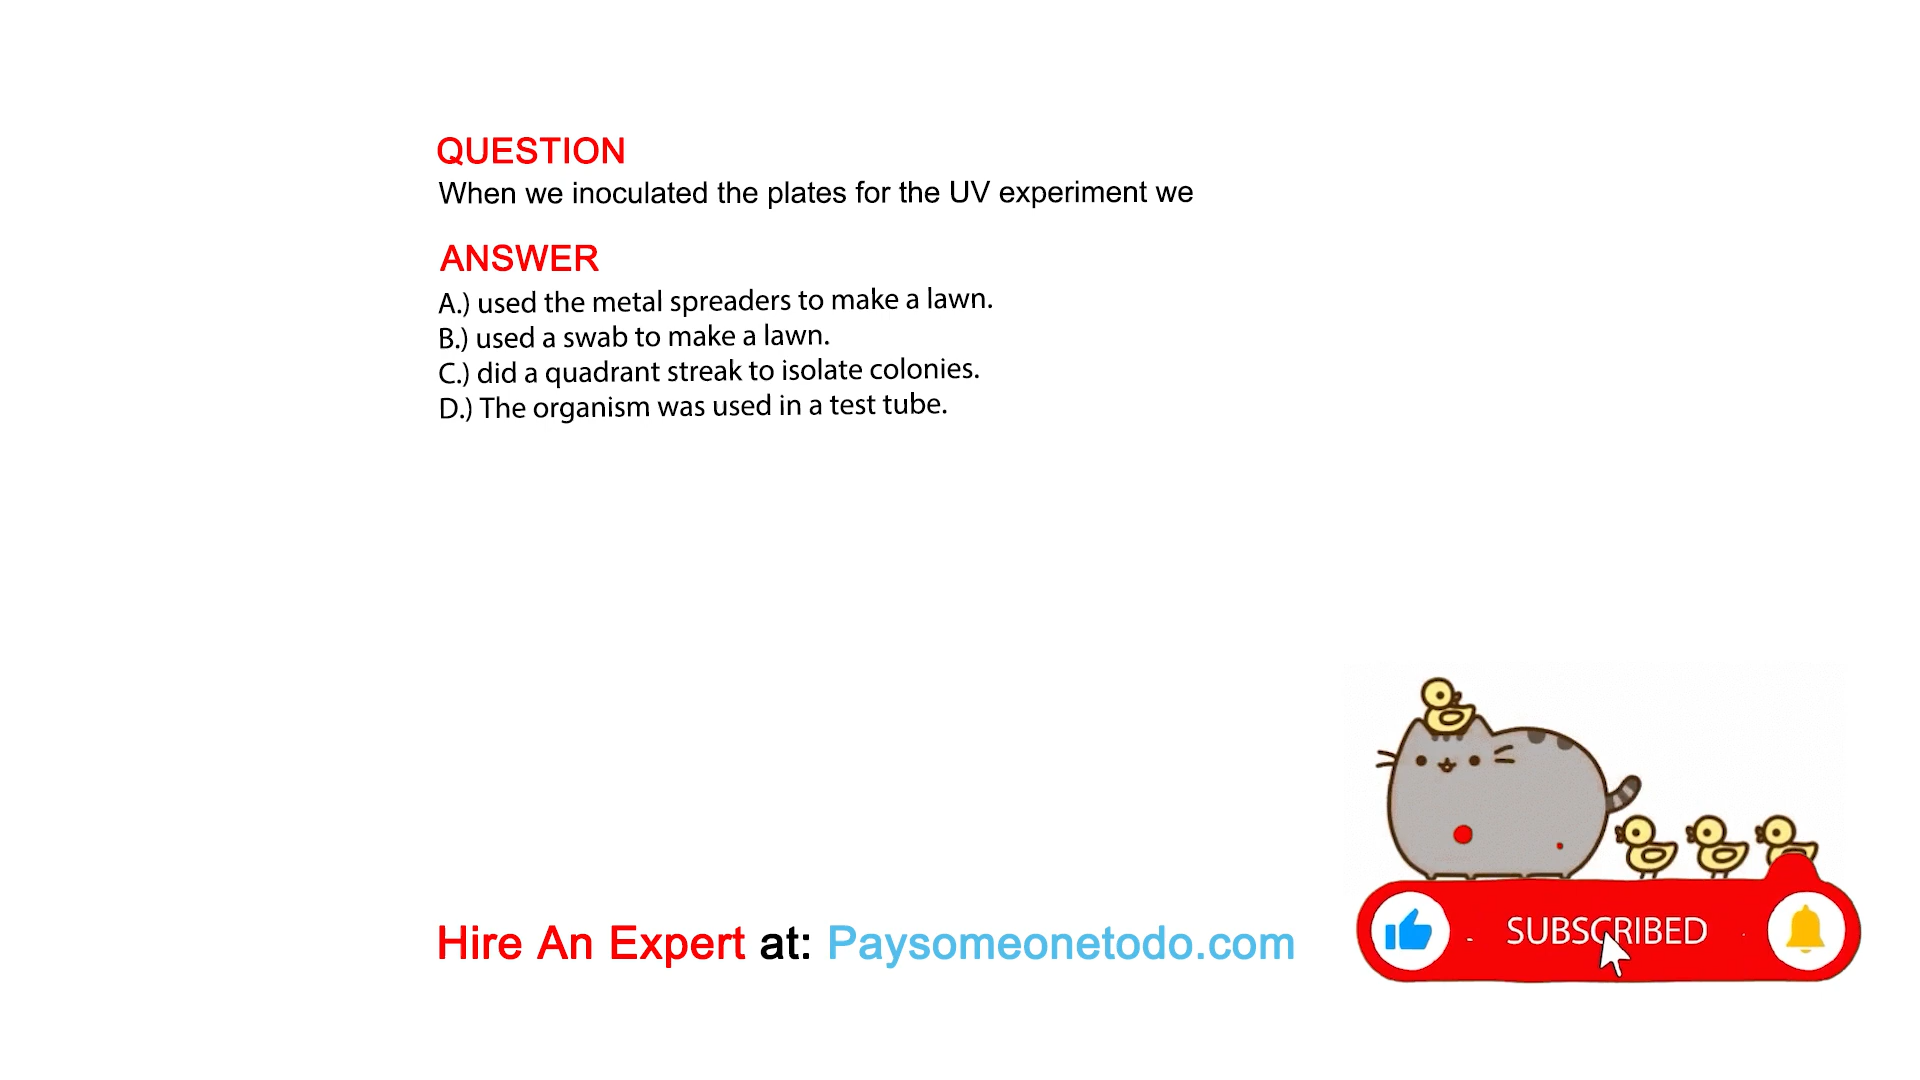 QUESTION
When we inoculated the plates for the UV experiment we
ANSWER
A.) used the metal spreaders to make a lawn.
B.) used a swab to make a lawn.
C.) did a quadrant streak to isolate colonies.
D.) The organism was used in a test tube.
Hire An Expert at: Paysomeonetodo.com
SUBSCRIBED